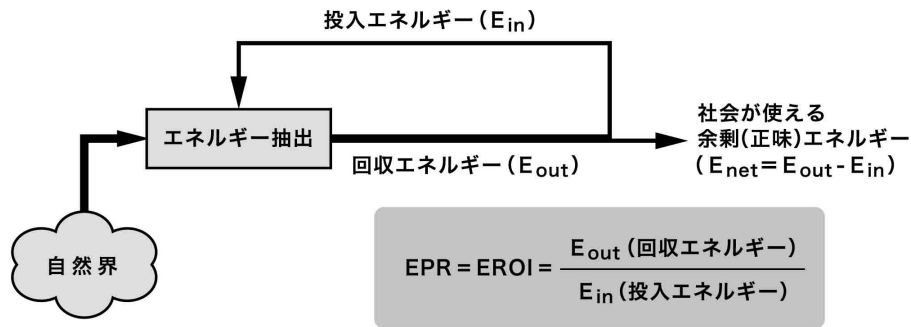 投入エネルギー(Ein)
エネルギー抽出
回収エネルギー(Eout)
社会が使える
余剰(正味)エネルギー
(Enet=Eout-Ein)
自然界
EPR=EROI= Eout(回収エネルギー)
Ein(投入エネルギー)